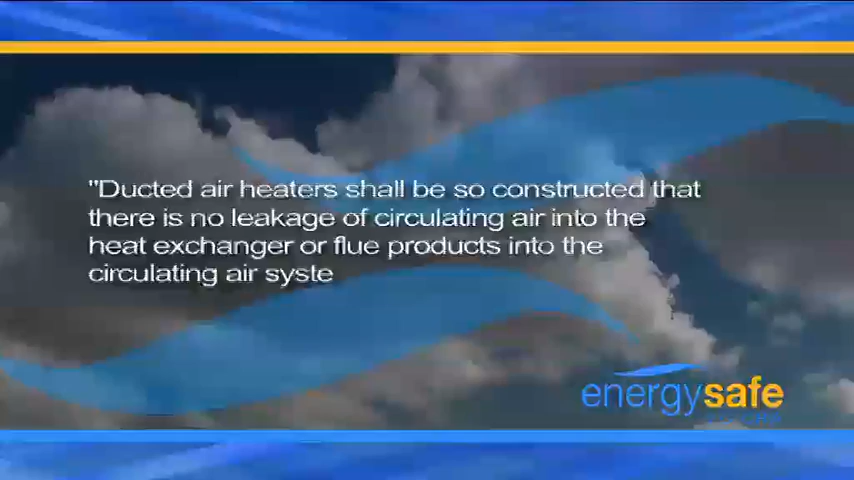 "Ducted air heaters shall be so constructed that
there is no leakage of circulating air into the
heat exchanger or flue products into the
circulating air syste
energysafe